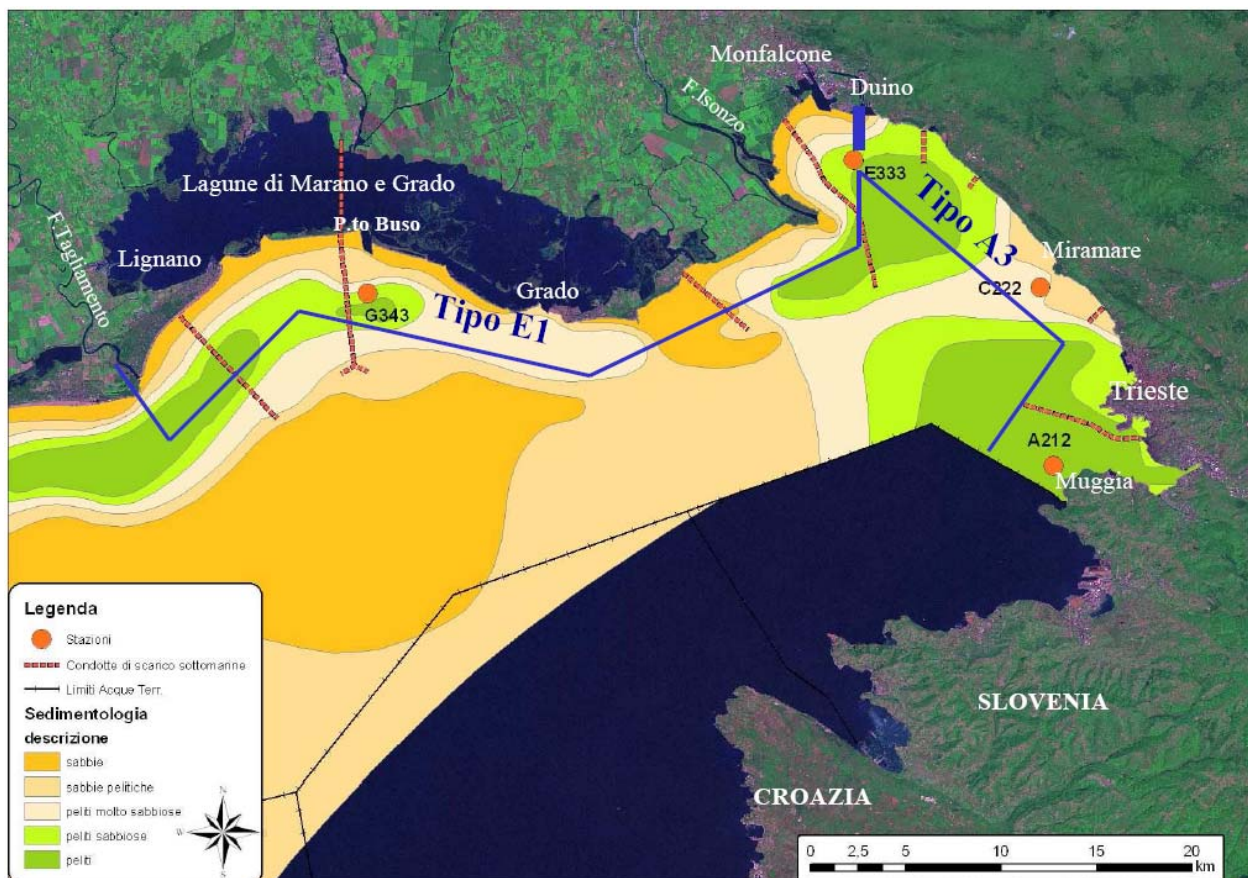 Monfalcone
Duino
F.Isonzo
E333
Tipo A3
Lagune di Marano e Grado
P.to Buso
F.Tagliamento
Lignano
Miramare
C222
Grado
G343
Tipo E1
Trieste
A212
Muggia
SLOVENIA
CROAZIA
Legenda
Stazioni
Condotte di scarico sottomarine
Limiti Acque Terr.
Sedimentologia
descrizione
sabbie
sabbie pelitiche
peliti molto sabbiose
peliti sabbiose
peliti
N
W
E
S
0 2,5 5 10 15 20
km